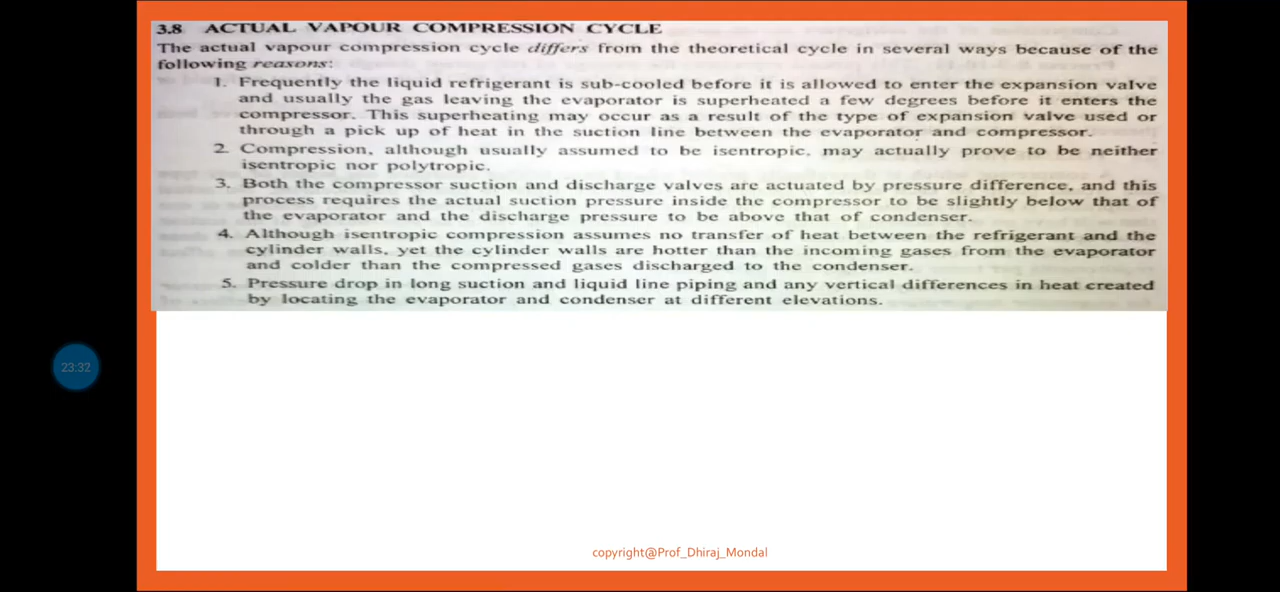 3.8 ACTUAL VAPOUR COMPRESSION CYCLE
The actual vapour compression cycle differs from the theoretical cycle in several ways because of the
following reasons:
1. Frequently the liquid refrigerant is sub-cooled before it is allowed to enter the expansion valve
and usually the gas leaving the evaporator is superheated a few degrees before it enters the
compressor. This superheating may occur as a result of the type of expansion valve used or
through a pick up of heat in the suction line between the evaporator and compressor.
2. Compression, although usually assumed to be isentropic, may actually prove to be neither
isentropic nor polytropic.
3. Both the compressor suction and discharge valves are actuated by pressure difference, and this
process requires the actual suction pressure inside the compressor to be slightly below that of
the evaporator and the discharge pressure to be above that of condenser.
4. Although isentropic compression assumes no transfer of heat between the refrigerant and the
cylinder walls, yet the cylinder walls are hotter than the incoming gases from the evaporator
and colder than the compressed gases discharged to the condenser.
5. Pressure drop in long suction and liquid line piping and any vertical differences in heat created
by locating the evaporator and condenser at different elevations.
23:32
copyright@Prof_Dhiraj_Mondal